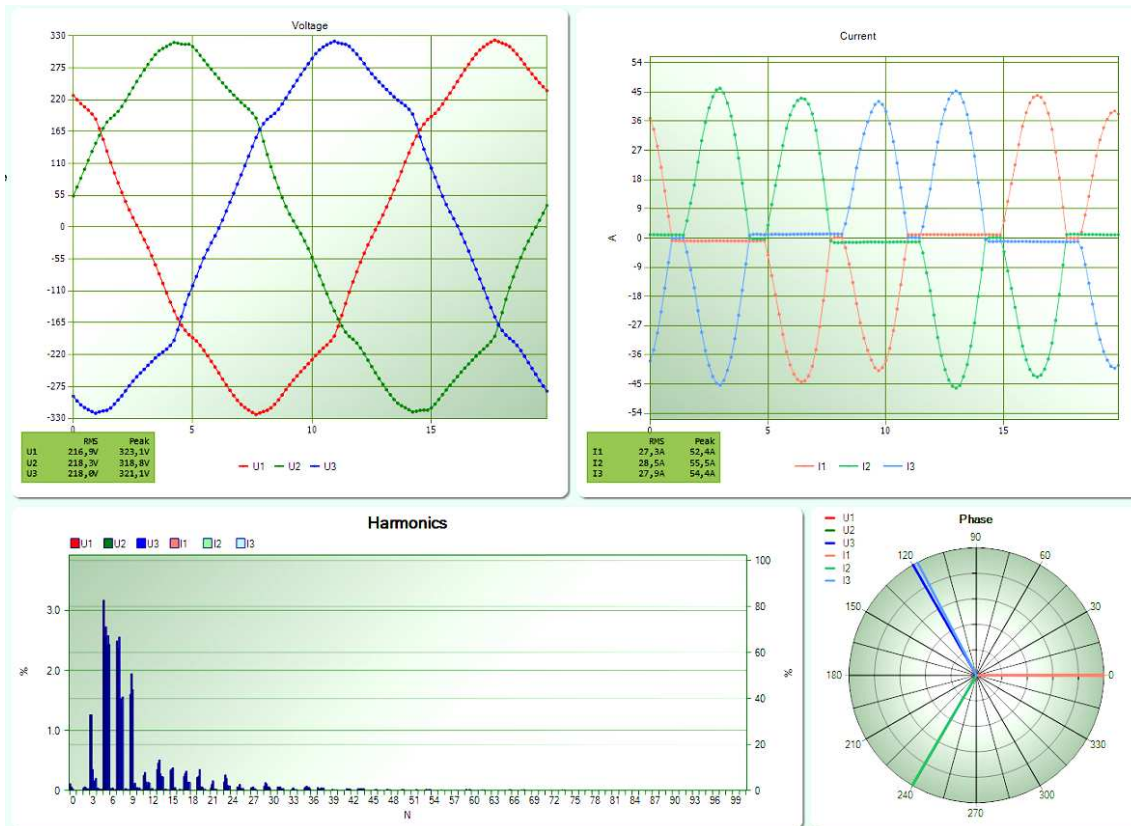 Voltage
330
275
220
165
110
55
0
-55
-110
-165
-220
-275
-330
0 5 10 15
RMS Peak
U1 216,9V 323,1V
U2 218,3V 318,8V
U3 218,0V 321,1V
U1 U2 U3
Current
54
45
36
27
18
9
0
-9
-18
-27
-36
-45
-54
A
0 5 10 15
RMS Peak
I1 27,3A 52,4A
I2 28,5A 55,5A
I3 27,9A 54,4A
I1 I2 I3
Harmonics
U1 U2 U3 I1 I2 I3
3.0
2.0
1.0
0
%
100
80
60
40
20
0
%
0 3 6 9 12 15 18 21 24 27 30 33 36 39 42 45 48 51 54 57 60 63 66 69 72 75 78 81 84 87 90 93 96 99
N
Phase
U1
U2
U3
I1
I2
I3
90
120 60
150 30
180 0
210 330
240 300
270